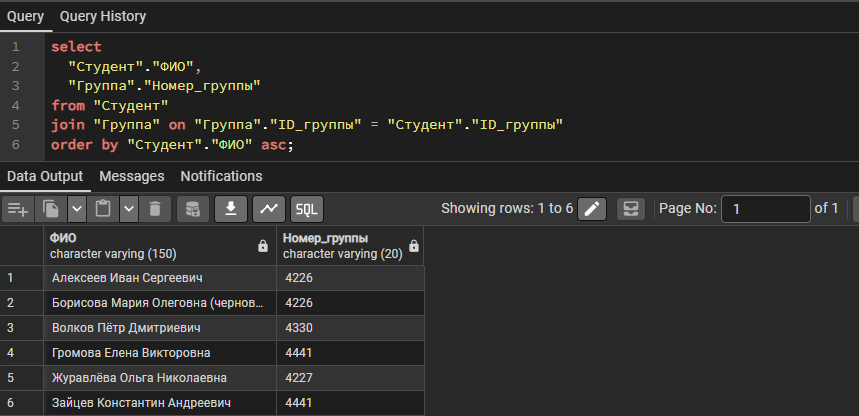 Query Query History
1 select
2 "Студент"."ФИО",
3 "Группа"."Номер_группы"
4 from "Студент"
5 join "Группа" on "Группа"."ID_группы" = "Студент"."ID_группы"
6 order by "Студент"."ФИО" asc;
Data Output Messages Notifications
SQL Showing rows: 1 to 6 Page No: 1 of 1
ФИО Номер_группы
character varying (150) character varying (20)
1 Алексеев Иван Сергеевич 4226
2 Борисова Мария Олеговна (чернов… 4226
3 Волков Пётр Дмитриевич 4330
4 Громова Елена Викторовна 4441
5 Журавлёва Ольга Николаевна 4227
6 Зайцев Константин Андреевич 4441